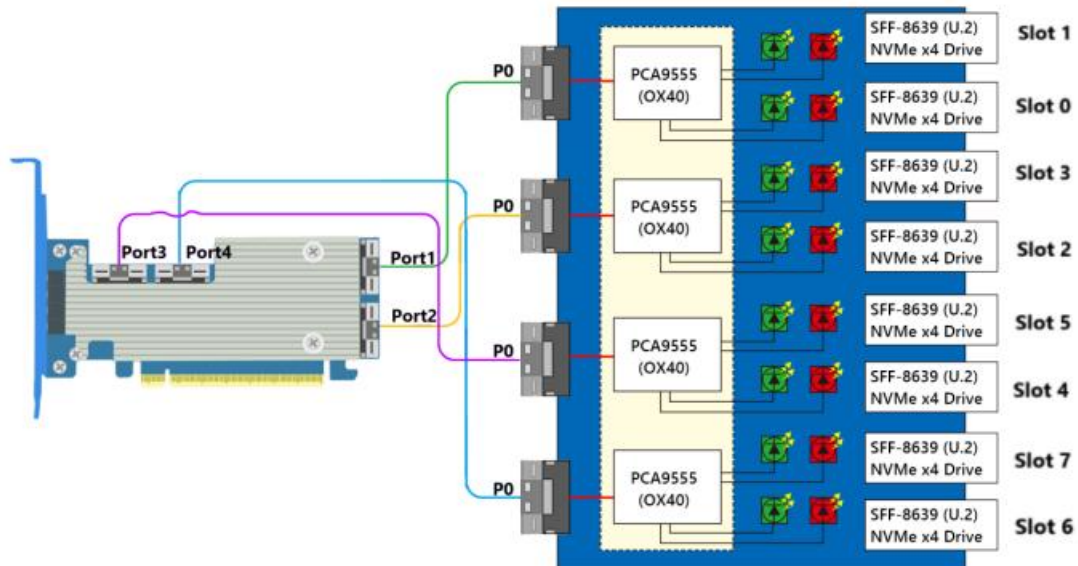 SFF-8639 (U.2)
NVMe x4 Drive
Slot 1
P0
PCA9555
(OX40)
SFF-8639 (U.2)
NVMe x4 Drive
Slot 0
SFF-8639 (U.2)
NVMe x4 Drive
Slot 3
P0
PCA9555
(OX40)
SFF-8639 (U.2)
NVMe x4 Drive
Slot 2
Port3
Port4
Port1
Port2
SFF-8639 (U.2)
NVMe x4 Drive
Slot 5
P0
PCA9555
(OX40)
SFF-8639 (U.2)
NVMe x4 Drive
Slot 4
SFF-8639 (U.2)
NVMe x4 Drive
Slot 7
P0
PCA9555
(OX40)
SFF-8639 (U.2)
NVMe x4 Drive
Slot 6